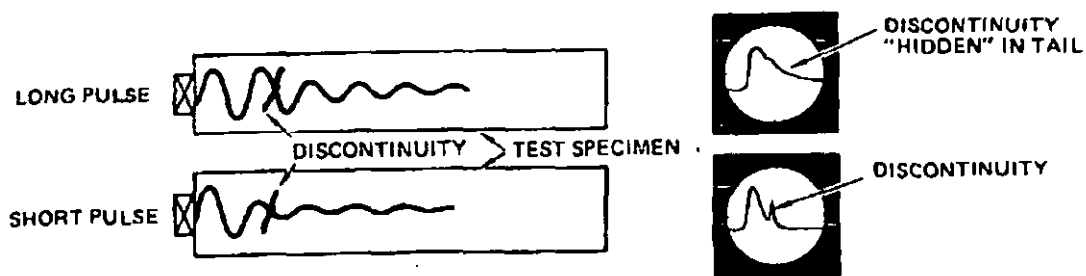 LONG PULSE
DISCONTINUITY
"HIDDEN" IN TAIL
DISCONTINUITY
TEST SPECIMEN
SHORT PULSE
DISCONTINUITY